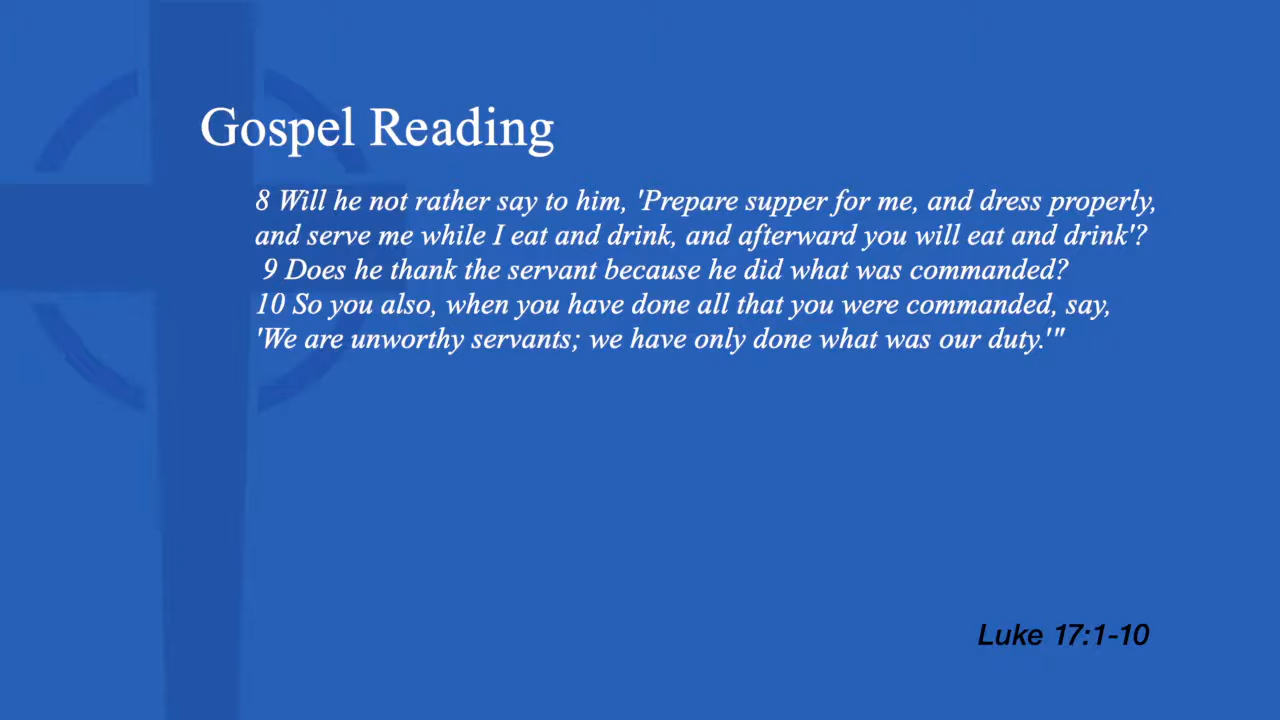 Gospel Reading
8 Will he not rather say to him, 'Prepare supper for me, and dress properly,
and serve me while I eat and drink, and afterward you will eat and drink'?
9 Does he thank the servant because he did what was commanded?
10 So you also, when you have done all that you were commanded, say,
'We are unworthy servants; we have only done what was our duty.'"
Luke 17:1-10